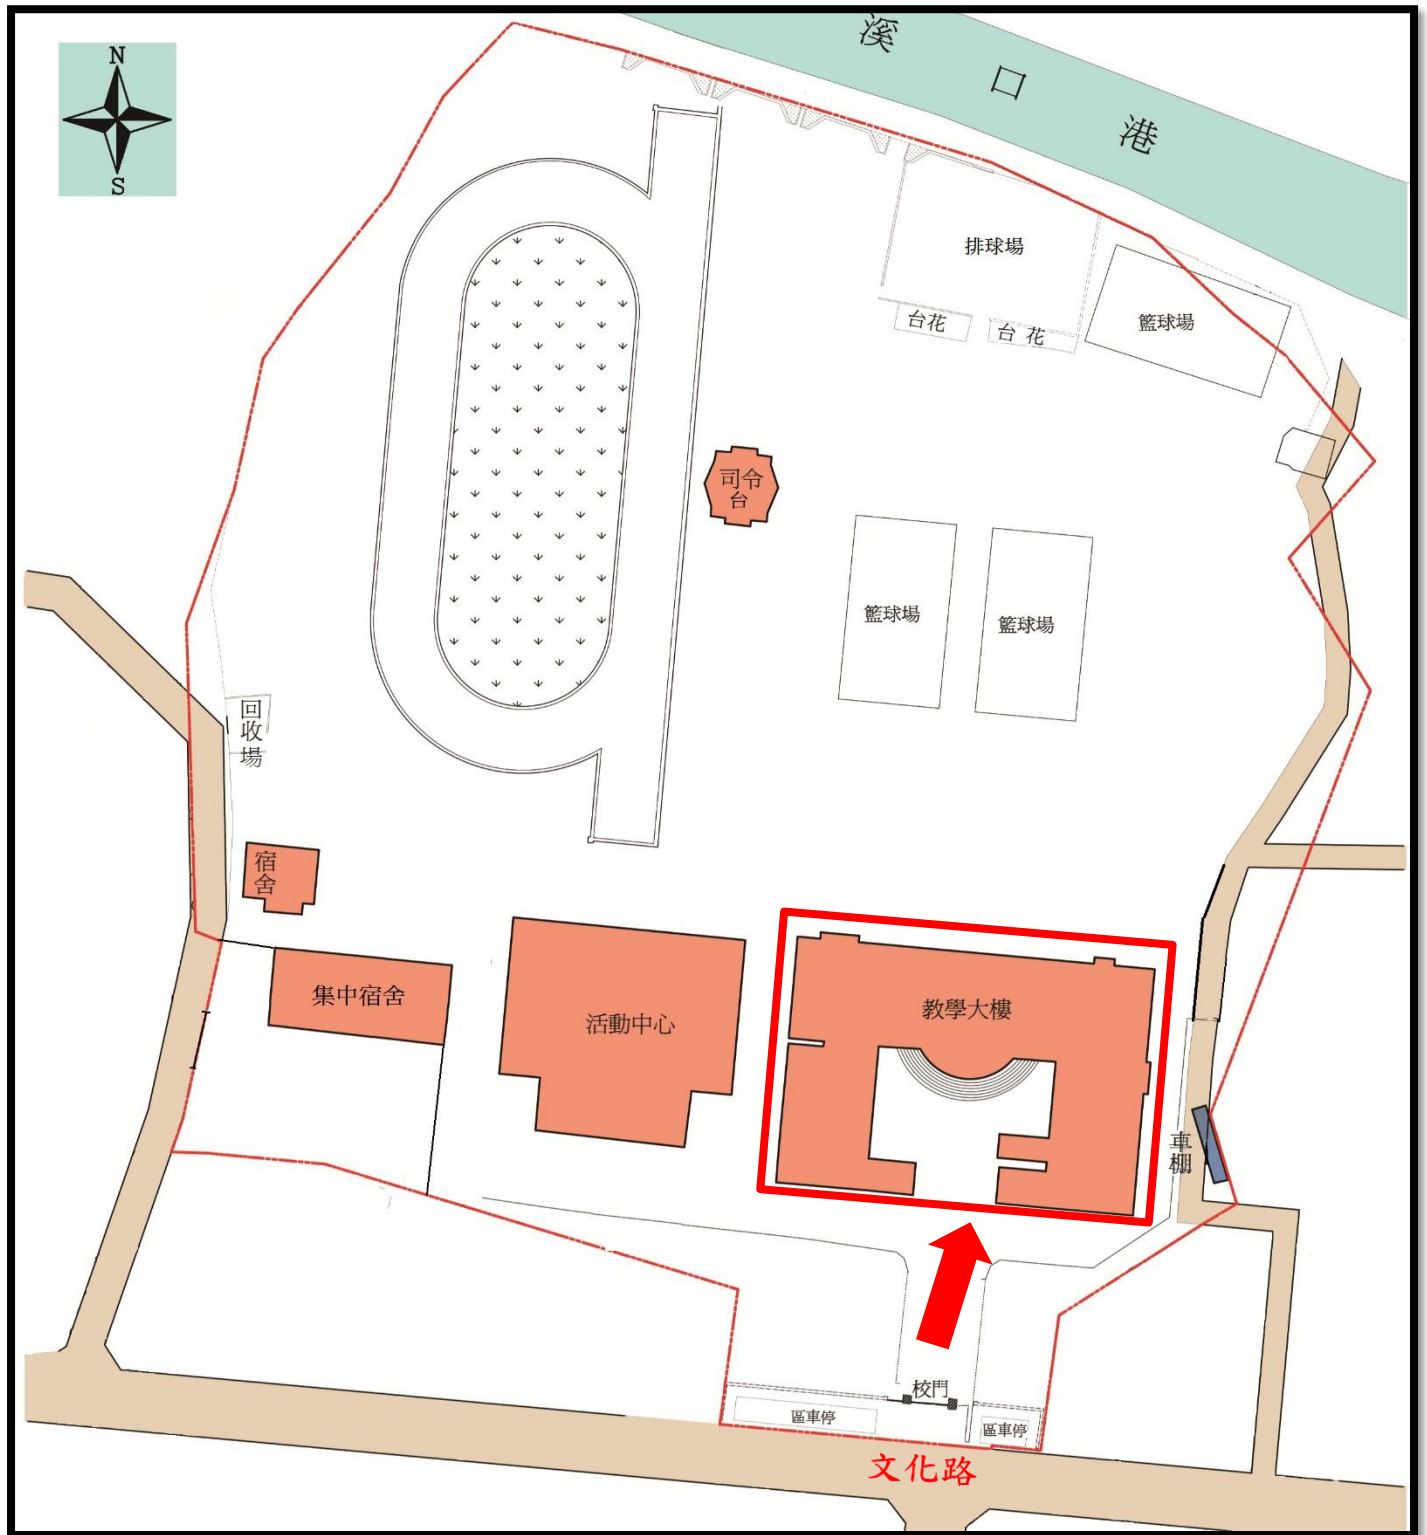 N
S
溪口港
排球場
台花
台花
籃球場
司令
台
籃球場
籃球場
回收場
宿舍
集中宿舍
活動中心
教學大樓
車棚
校門
區車停
區車停
文化路